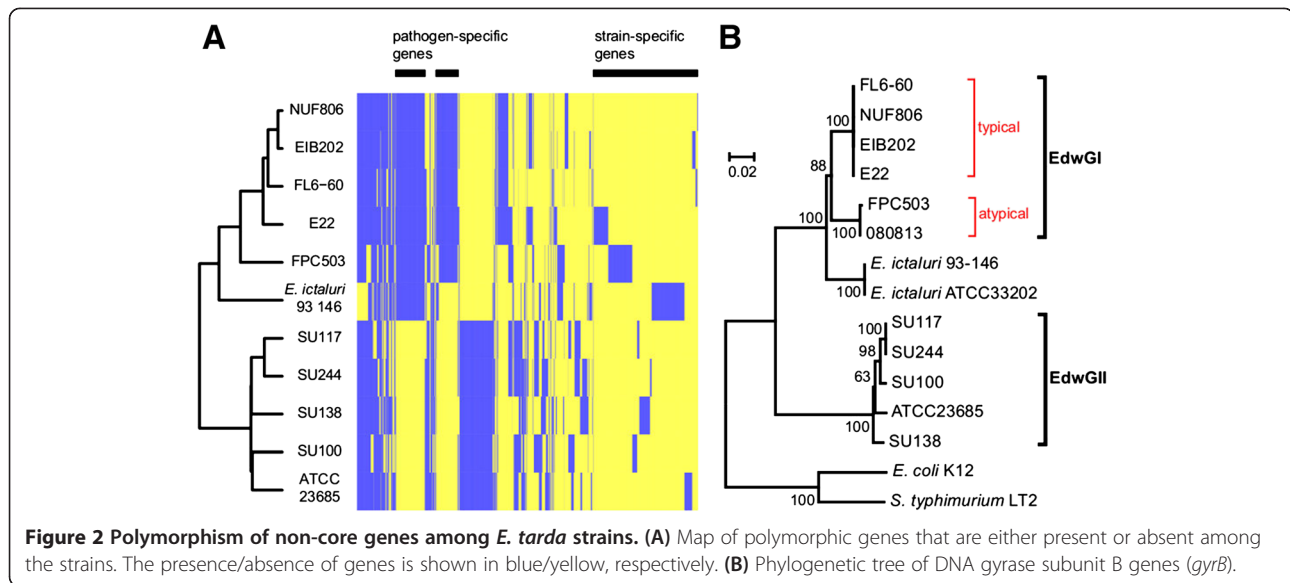 A
pathogen-specific
genes
strain-specific
genes
NUF806
EIB202
FL6-60
E22
FPC503
E. ictaluri
93 146
SU117
SU244
SU138
SU100
ATCC
23685
B
0.02
FL6-60
NUF806
EIB202
E22
100
typical
88
FPC503
080813
100
atypical
EdwGI
100
E. ictaluri 93-146
E. ictaluri ATCC33202
100
SU117
100
SU244
98
SU100
63
ATCC23685
SU138
100
EdwGII
E. coli K12
S. typhimurium LT2
100
Figure 2 Polymorphism of non-core genes among E. tarda strains. (A) Map of polymorphic genes that are either present or absent among
the strains. The presence/absence of genes is shown in blue/yellow, respectively. (B) Phylogenetic tree of DNA gyrase subunit B genes (gyrB).